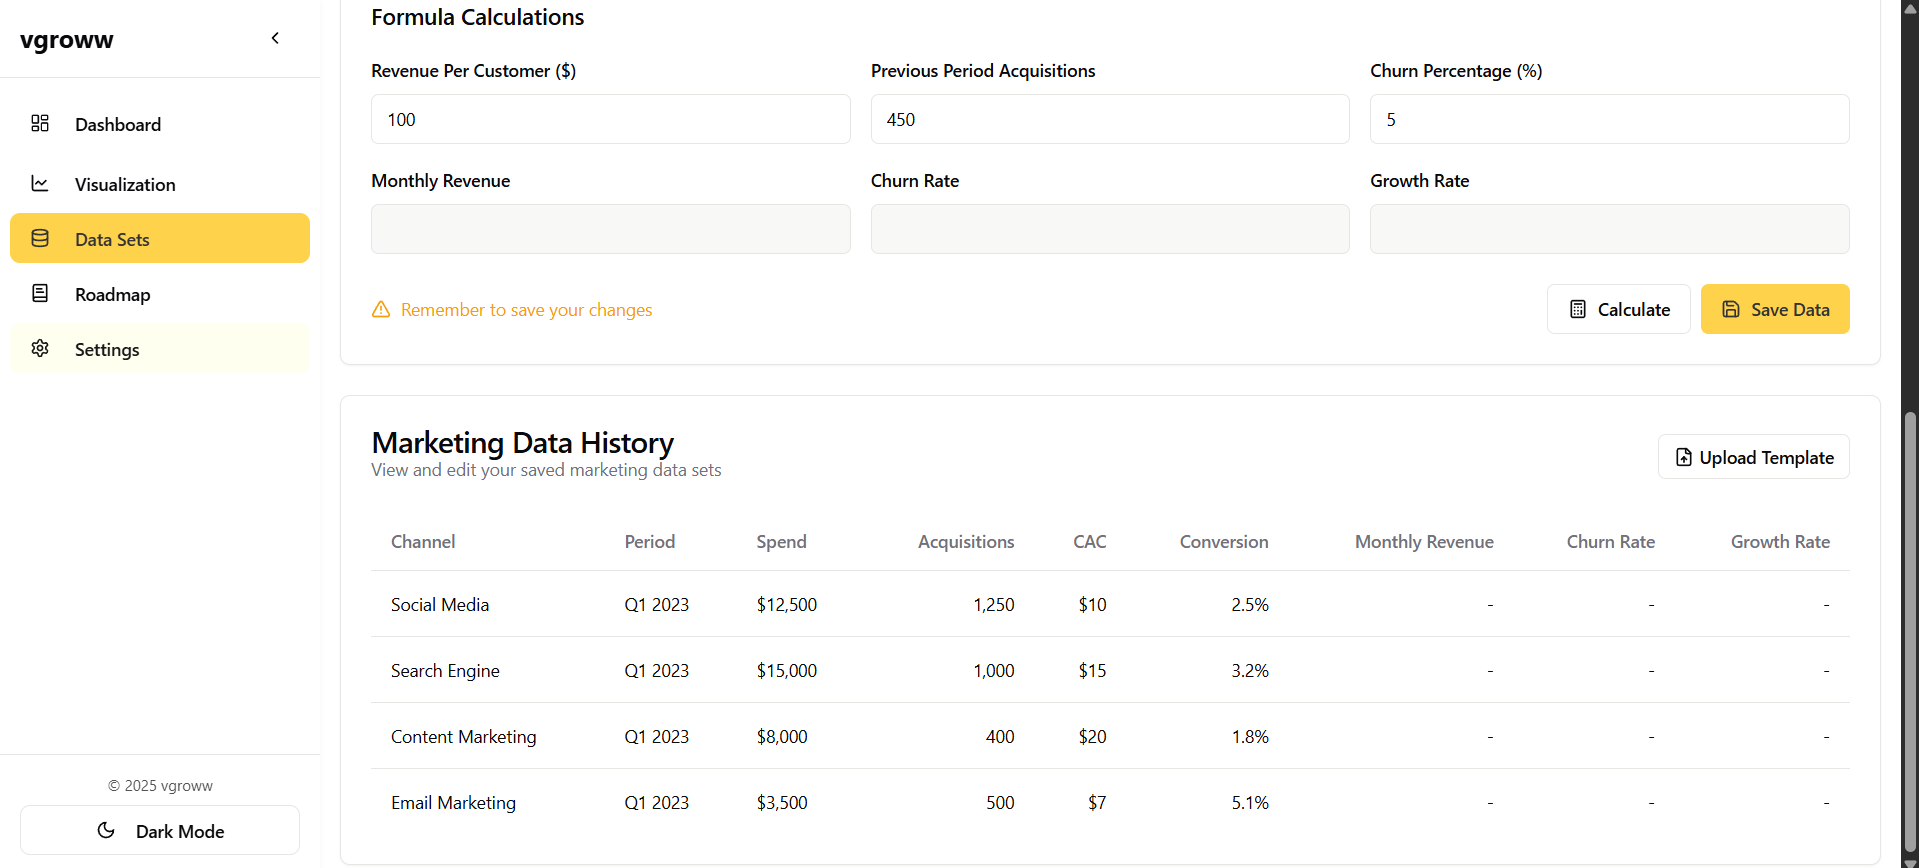 vgroww
Dashboard
Visualization
Data Sets
Roadmap
Settings
© 2025 vgroww
Dark Mode
Formula Calculations
Revenue Per Customer ($) Previous Period Acquisitions Churn Percentage (%)
100 450 5
Monthly Revenue Churn Rate Growth Rate
Remember to save your changes Calculate Save Data
Marketing Data History
View and edit your saved marketing data sets
Upload Template
Channel Period Spend Acquisitions CAC Conversion Monthly Revenue Churn Rate Growth Rate
Social Media Q1 2023 $12,500 1,250 $10 2.5% - - -
Search Engine Q1 2023 $15,000 1,000 $15 3.2% - - -
Content Marketing Q1 2023 $8,000 400 $20 1.8% - - -
Email Marketing Q1 2023 $3,500 500 $7 5.1% - - -